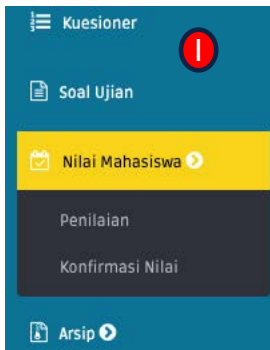 Kuesioner
I
Soal Ujian
Nilai Mahasiswa
Penilaian
Konfirmasi Nilai
Arsip